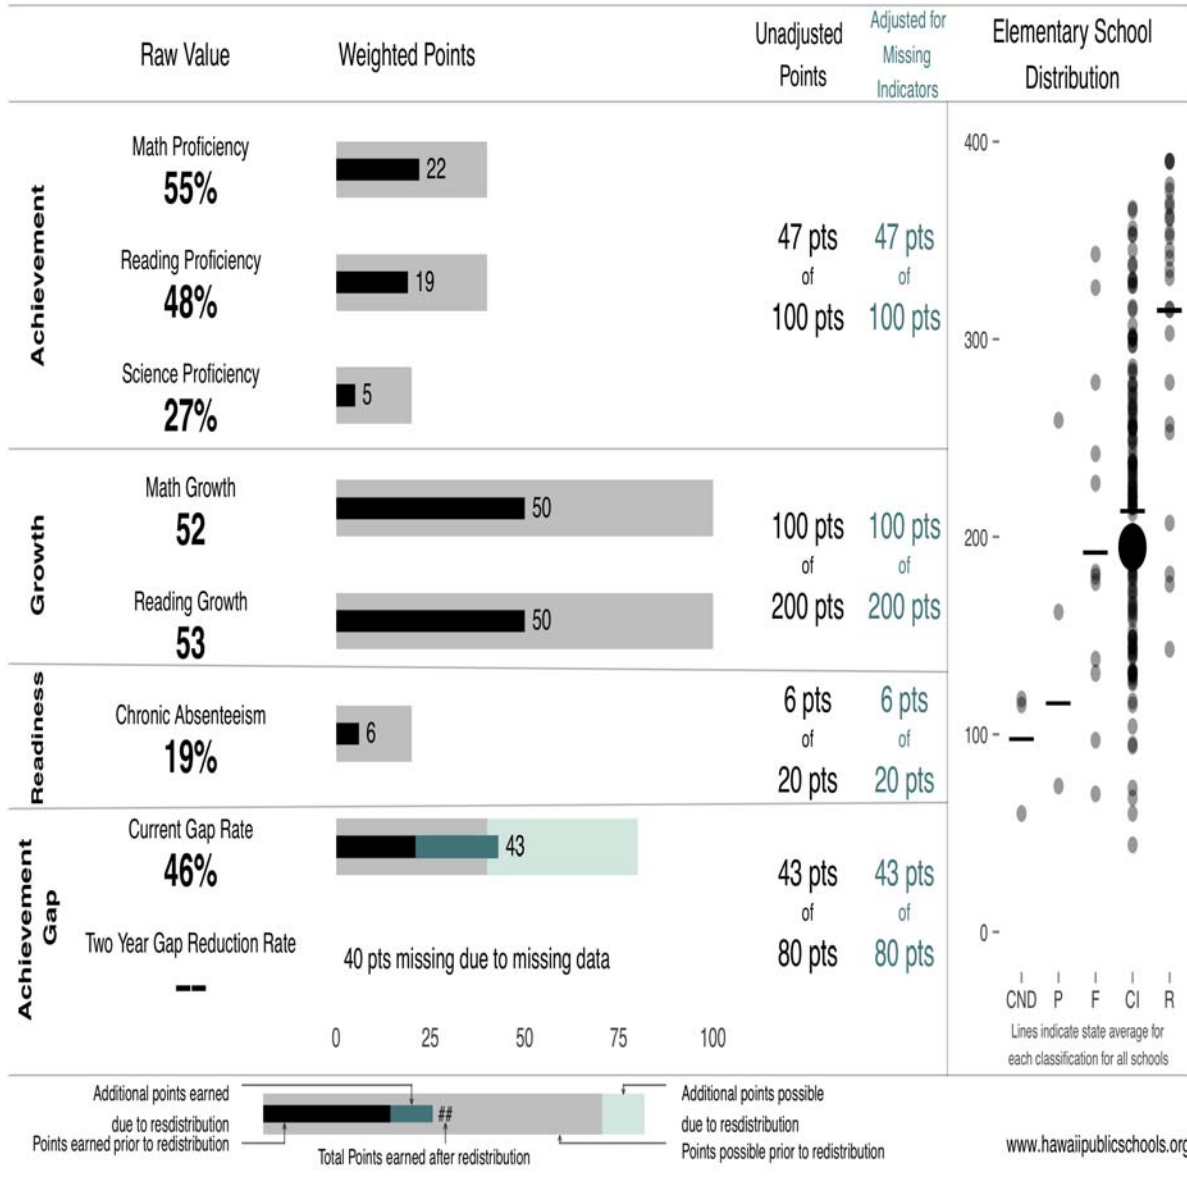 Raw Value
Weighted Points
Unadjusted
Points
Adjusted for
Missing
Indicators
Elementary School
Distribution
Achievement
Math Proficiency
55%
22
Reading Proficiency
48%
19
Science Proficiency
27%
5
47 pts
of
100 pts
47 pts
of
100 pts
Growth
Math Growth
52
50
Reading Growth
53
50
100 pts
of
200 pts
100 pts
of
200 pts
Readiness
Chronic Absenteeism
19%
6
6 pts
of
20 pts
6 pts
of
20 pts
Achievement
Gap
Current Gap Rate
46%
43
Two Year Gap Reduction Rate
--
40 pts missing due to missing data
43 pts
of
80 pts
43 pts
of
80 pts
0 25 50 75 100
400
300
200
100
0
CND P F CI R
Lines indicate state average for
each classification for all schools
Additional points earned
due to resdistribution
Points earned prior to redistribution
##
Total Points earned after redistribution
Additional points possible
due to resdistribution
Points possible prior to redistribution
www.hawaiipublicschools.org